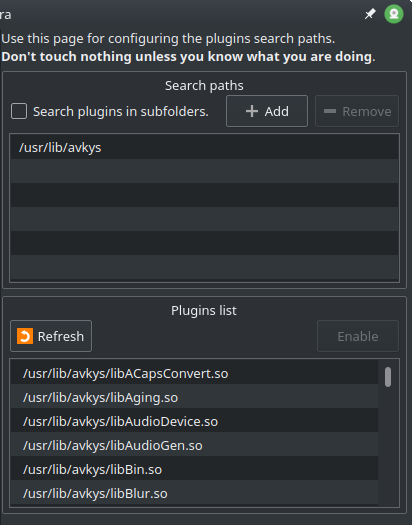 ra
Use this page for configuring the plugins search paths.
Don't touch nothing unless you know what you are doing.
Search paths
Search plugins in subfolders.
Add
Remove
/usr/lib/avkys
Plugins list
Refresh
Enable
/usr/lib/avkys/libACapsConvert.so
/usr/lib/avkys/libAging.so
/usr/lib/avkys/libAudioDevice.so
/usr/lib/avkys/libAudioGen.so
/usr/lib/avkys/libBin.so
/usr/lib/avkys/libBlur.so